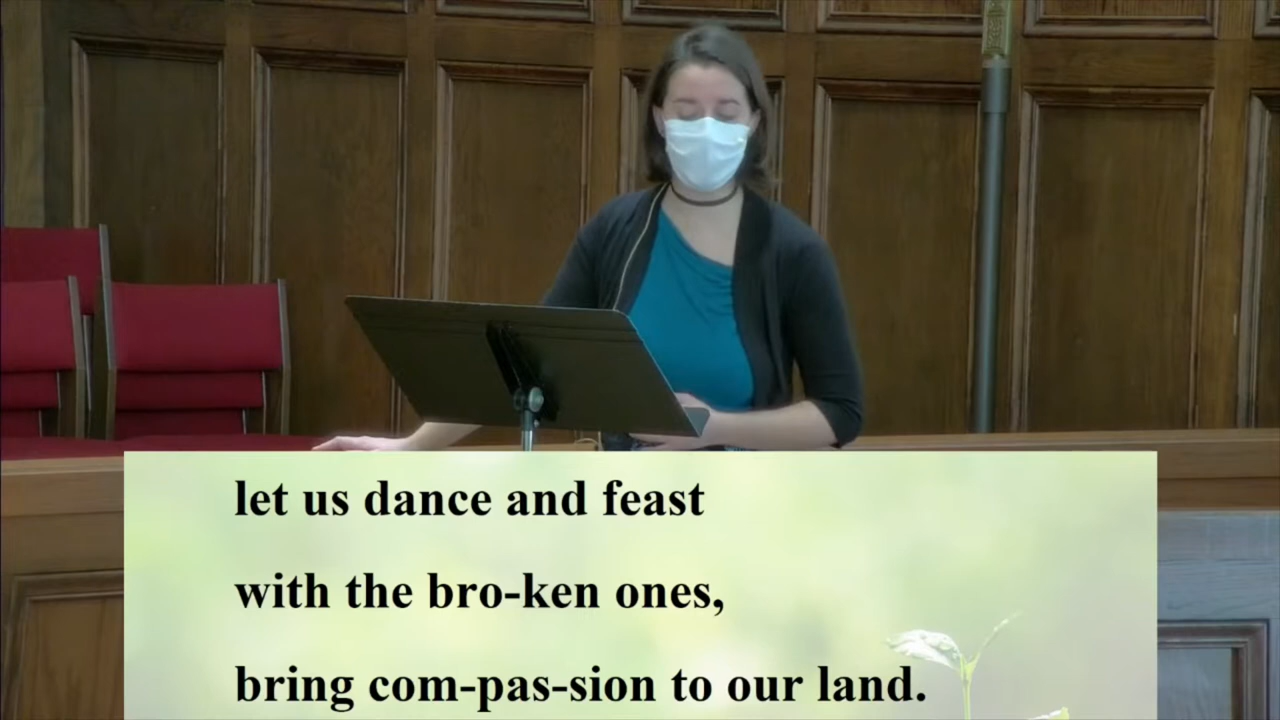 let us dance and feast
with the bro-ken ones,
bring com-pas-sion to our land.